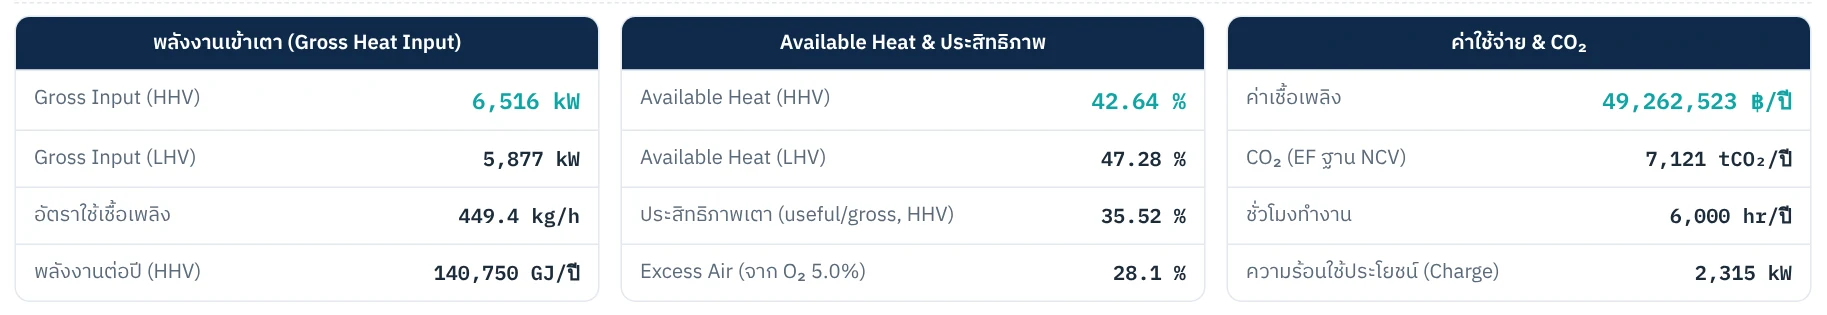 พลังงานเข้าเตา (Gross Heat Input)
Gross Input (HHV) 6,516 kW
Gross Input (LHV) 5,877 kW
อัตราใช้เชื้อเพลิง 449.4 kg/h
พลังงานต่อปี (HHV) 140,750 GJ/ปี
Available Heat & ประสิทธิภาพ
Available Heat (HHV) 42.64 %
Available Heat (LHV) 47.28 %
ประสิทธิภาพเตา (useful/gross, HHV) 35.52 %
Excess Air (จาก O₂ 5.0%) 28.1 %
ค่าใช้จ่าย & CO₂
ค่าเชื้อเพลิง 49,262,523 ฿/ปี
CO₂ (EF ฐาน NCV) 7,121 tCO₂/ปี
ชั่วโมงทำงาน 6,000 hr/ปี
ความร้อนใช้ประโยชน์ (Charge) 2,315 kW